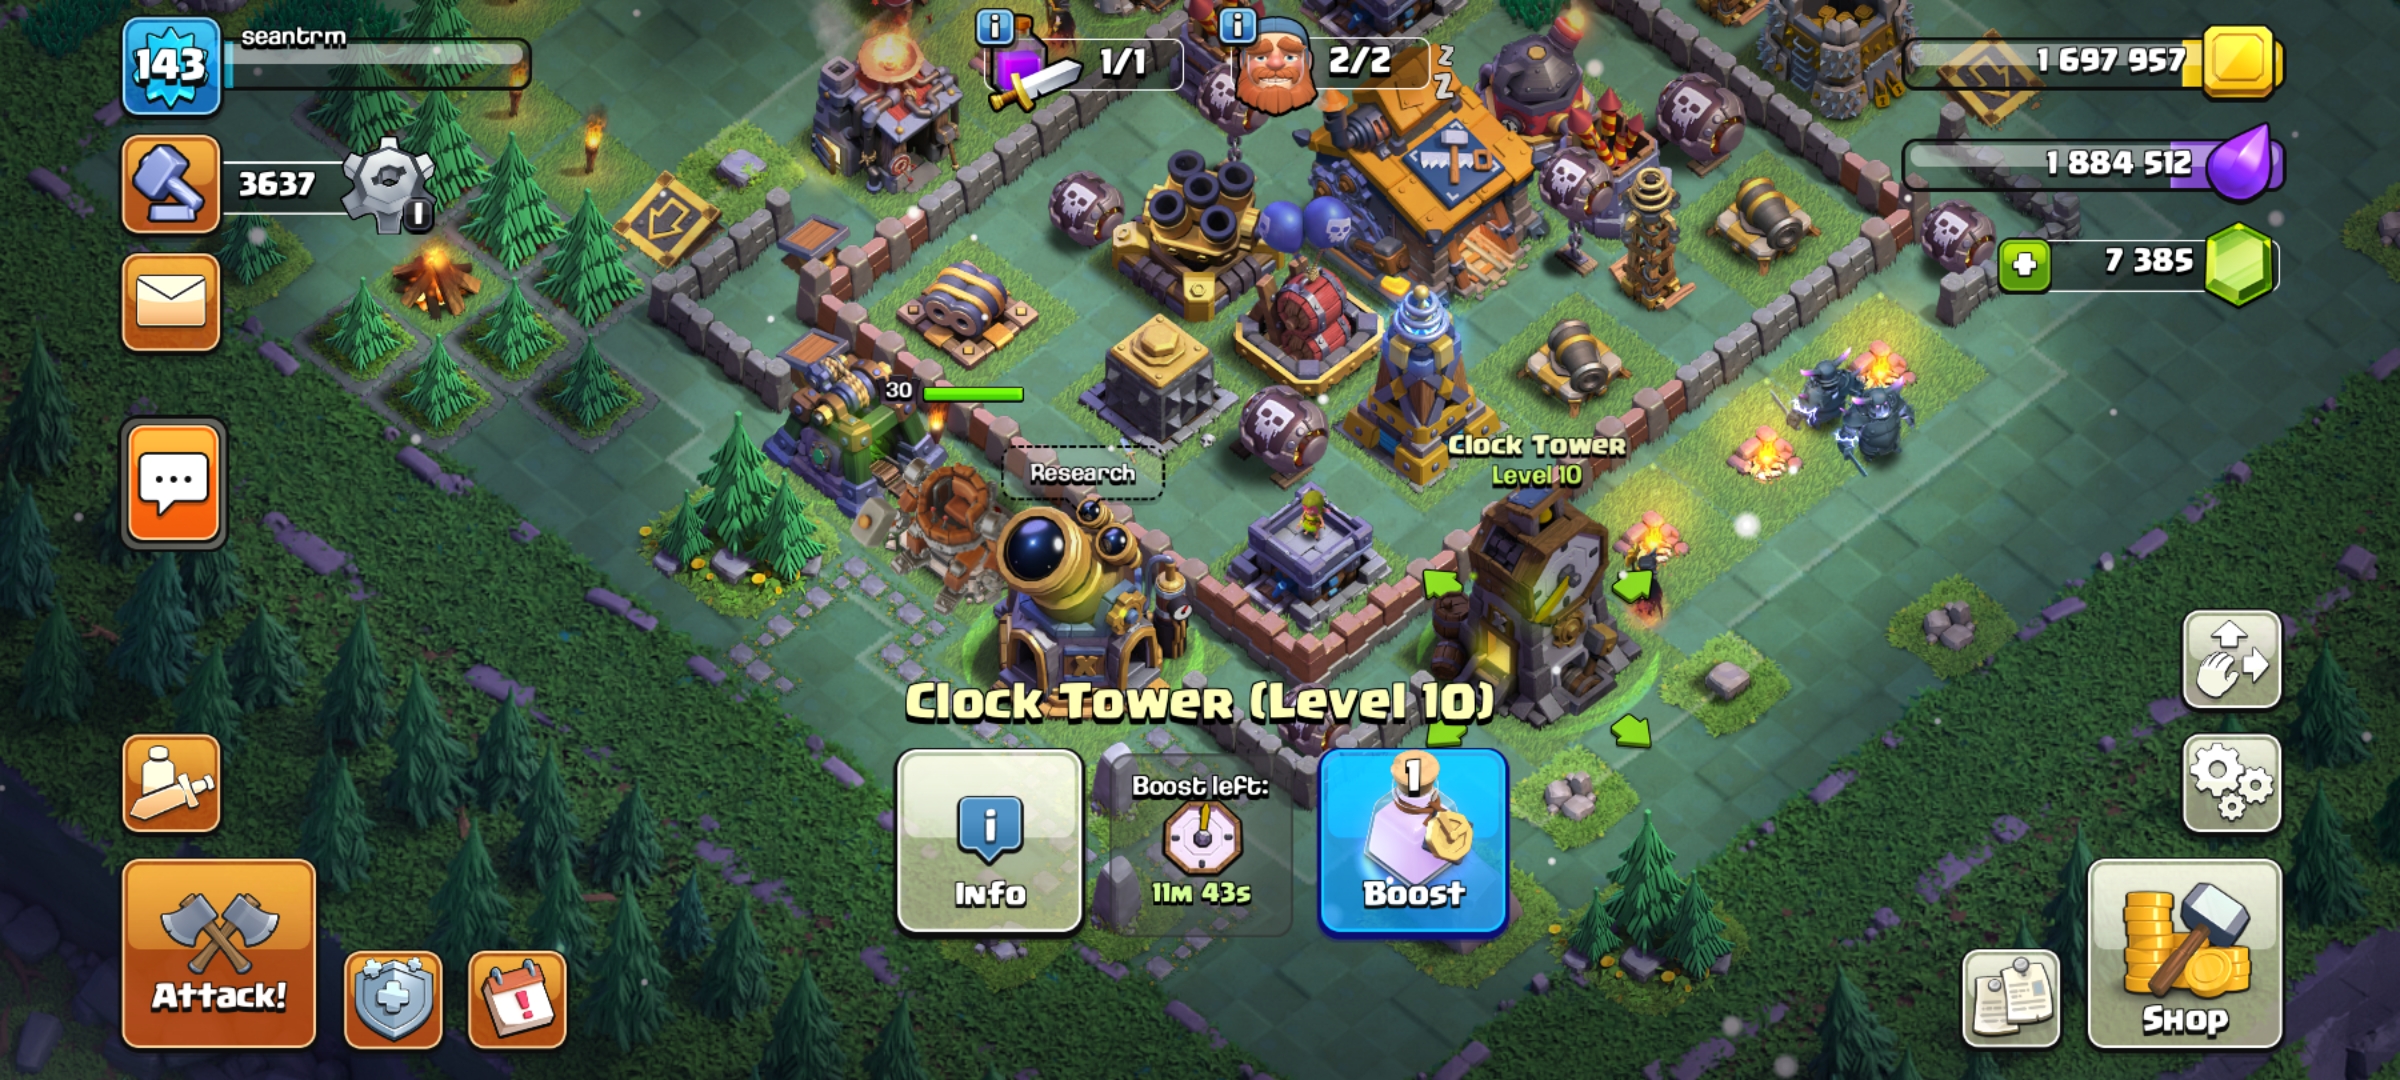 143
seantrm
1/1
2/2
z
z
1 697 957
3637
I
1 884 512
7 385
30
Research
Clock Tower
Level 10
Clock Tower (Level 10)
Info
Boost left:
11m 43s
1
Boost
Attack!
Shop